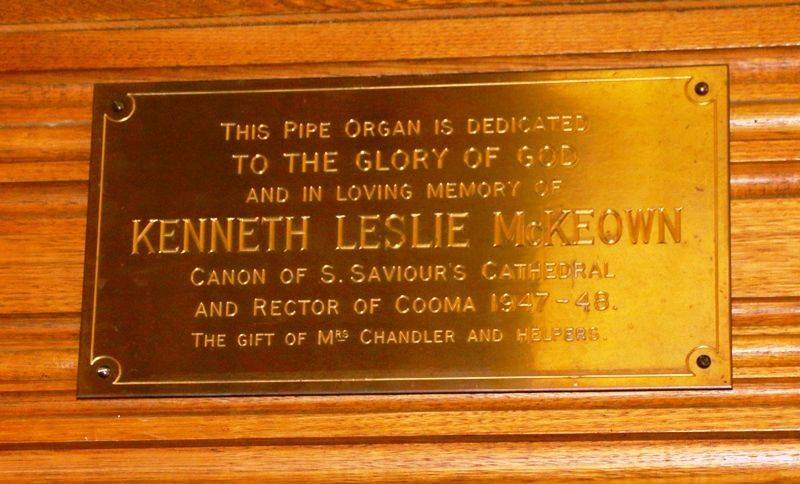 THIS PIPE ORGAN IS DEDICATED
TO THE GLORY OF GOD
AND IN LOVING MEMORY OF
KENNETH LESLIE McKEOWN
CANON OF S. SAVIOUR'S CATHEDRAL
AND RECTOR OF COOMA 1947-48.
THE GIFT OF MRS CHANDLER AND HELPERS.